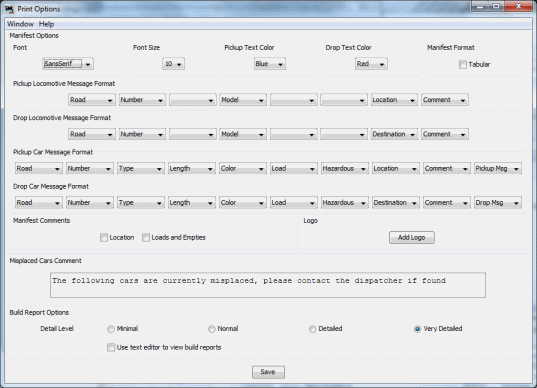 Print Options
Window Help
Manifest Options
Font Font Size Pickup Text Color Drop Text Color Manifest Format
SansSerif 10 Blue Red Tabular
Pickup Locomotive Message Format
Road Number Model Location Comment
Drop Locomotive Message Format
Road Number Model Destination Comment
Pickup Car Message Format
Road Number Type Length Color Load Hazardous Location Comment Pickup Msg
Drop Car Message Format
Road Number Type Length Color Load Hazardous Destination Comment Drop Msg
Manifest Comments Logo
Location Loads and Empties Add Logo
Misplaced Cars Comment
The following cars are currently misplaced, please contact the dispatcher if found
Build Report Options
Detail Level Minimal Normal Detailed Very Detailed
Use text editor to view build reports
Save